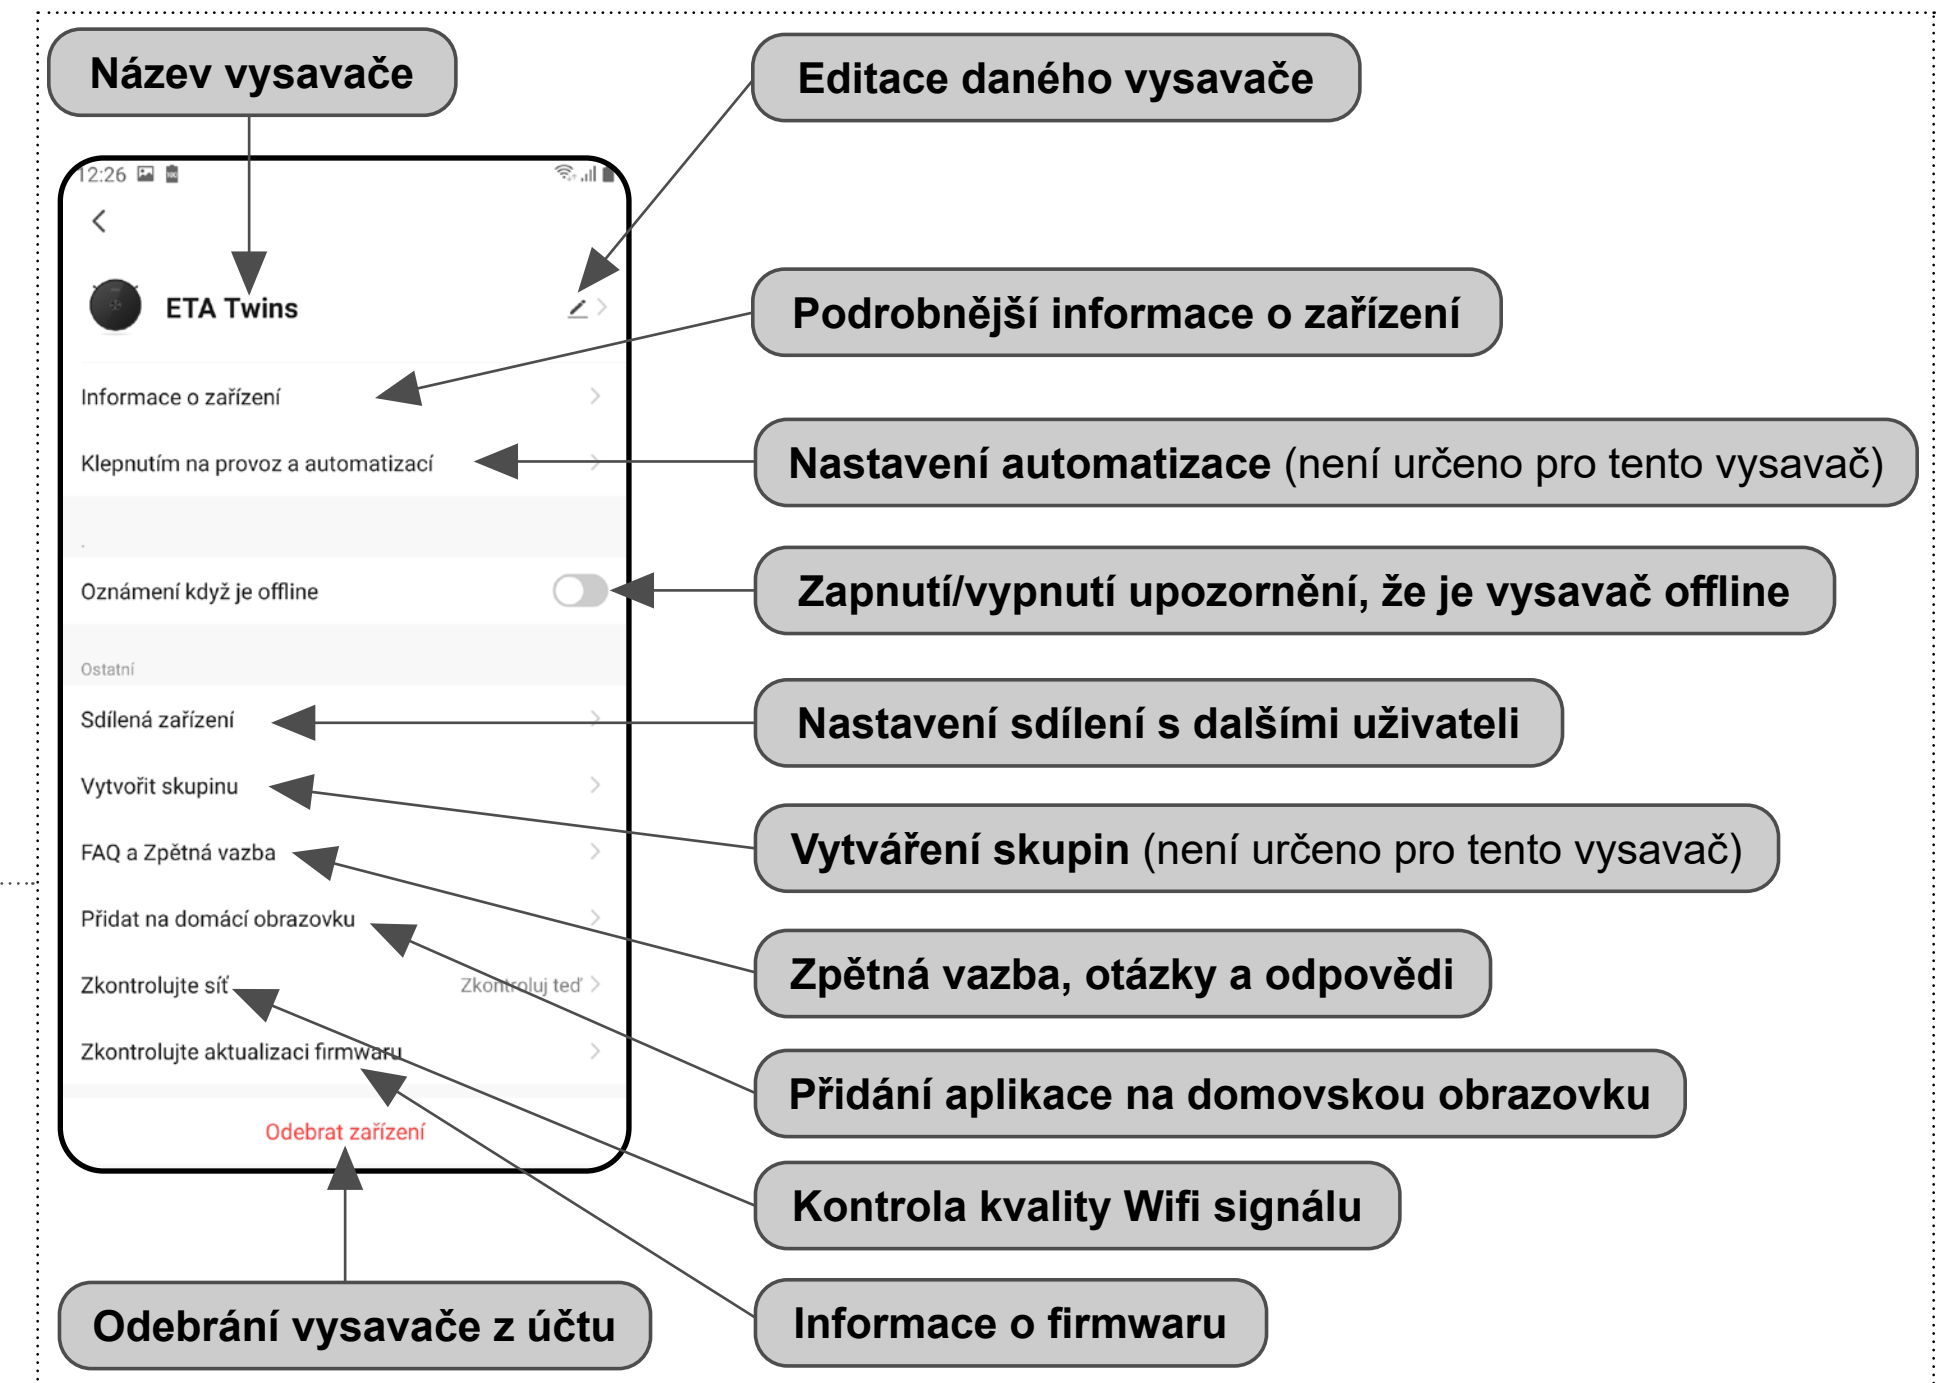 Název vysavače
Editace daného vysavače
12:26
ETA Twins
Podrobnější informace o zařízení
Informace o zařízení
Klepnutím na provoz a automatizací
Nastavení automatizace (není určeno pro tento vysavač)
.
Oznámení když je offline
Zapnutí/vypnutí upozornění, že je vysavač offline
Ostatní
Sdílená zařízení
Nastavení sdílení s dalšími uživateli
Vytvořit skupinu
Vytváření skupin (není určeno pro tento vysavač)
FAQ a Zpětná vazba
Přidat na domácí obrazovku
Zpětná vazba, otázky a odpovědi
Zkontrolujte síť Zkontroluj teď
Zkontrolujte aktualizaci firmwaru
Přidání aplikace na domovskou obrazovku
Odebrat zařízení
Kontrola kvality Wifi signálu
Odebrání vysavače z účtu
Informace o firmwaru